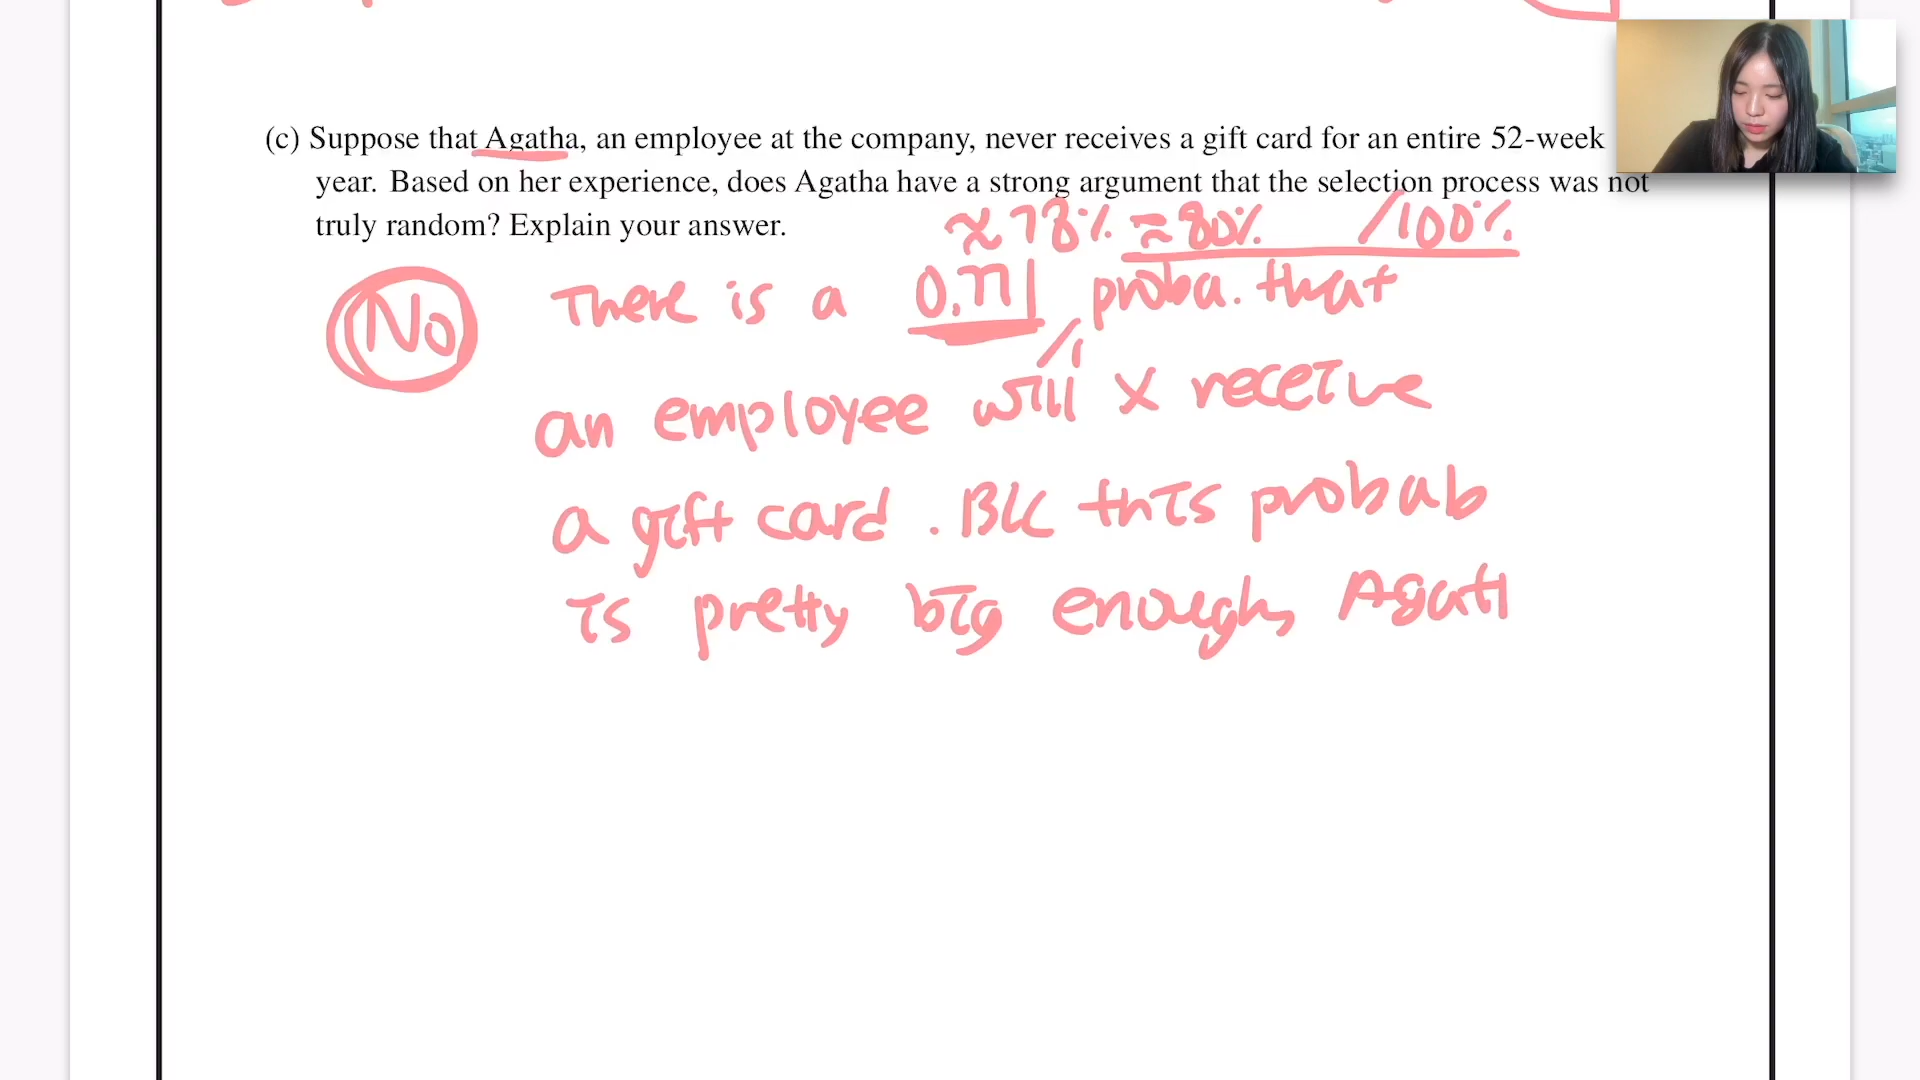 (c) Suppose that Agatha, an employee at the company, never receives a gift card for an entire 52-week
year. Based on her experience, does Agatha have a strong argument that the selection process was not
truly random? Explain your answer.
≈78% ≈80% /100%
No There is a 0.771 proba. that
/1
an employee will x receive
a gift card. B/c this probab
is pretty big enough, Agath